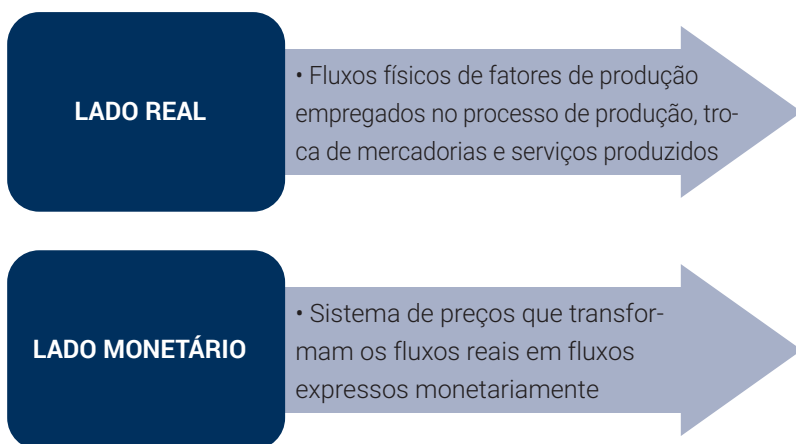 LADO REAL
• Fluxos físicos de fatores de produção
empregados no processo de produção, tro-
ca de mercadorias e serviços produzidos
LADO MONETÁRIO
• Sistema de preços que transfor-
mam os fluxos reais em fluxos
expressos monetariamente